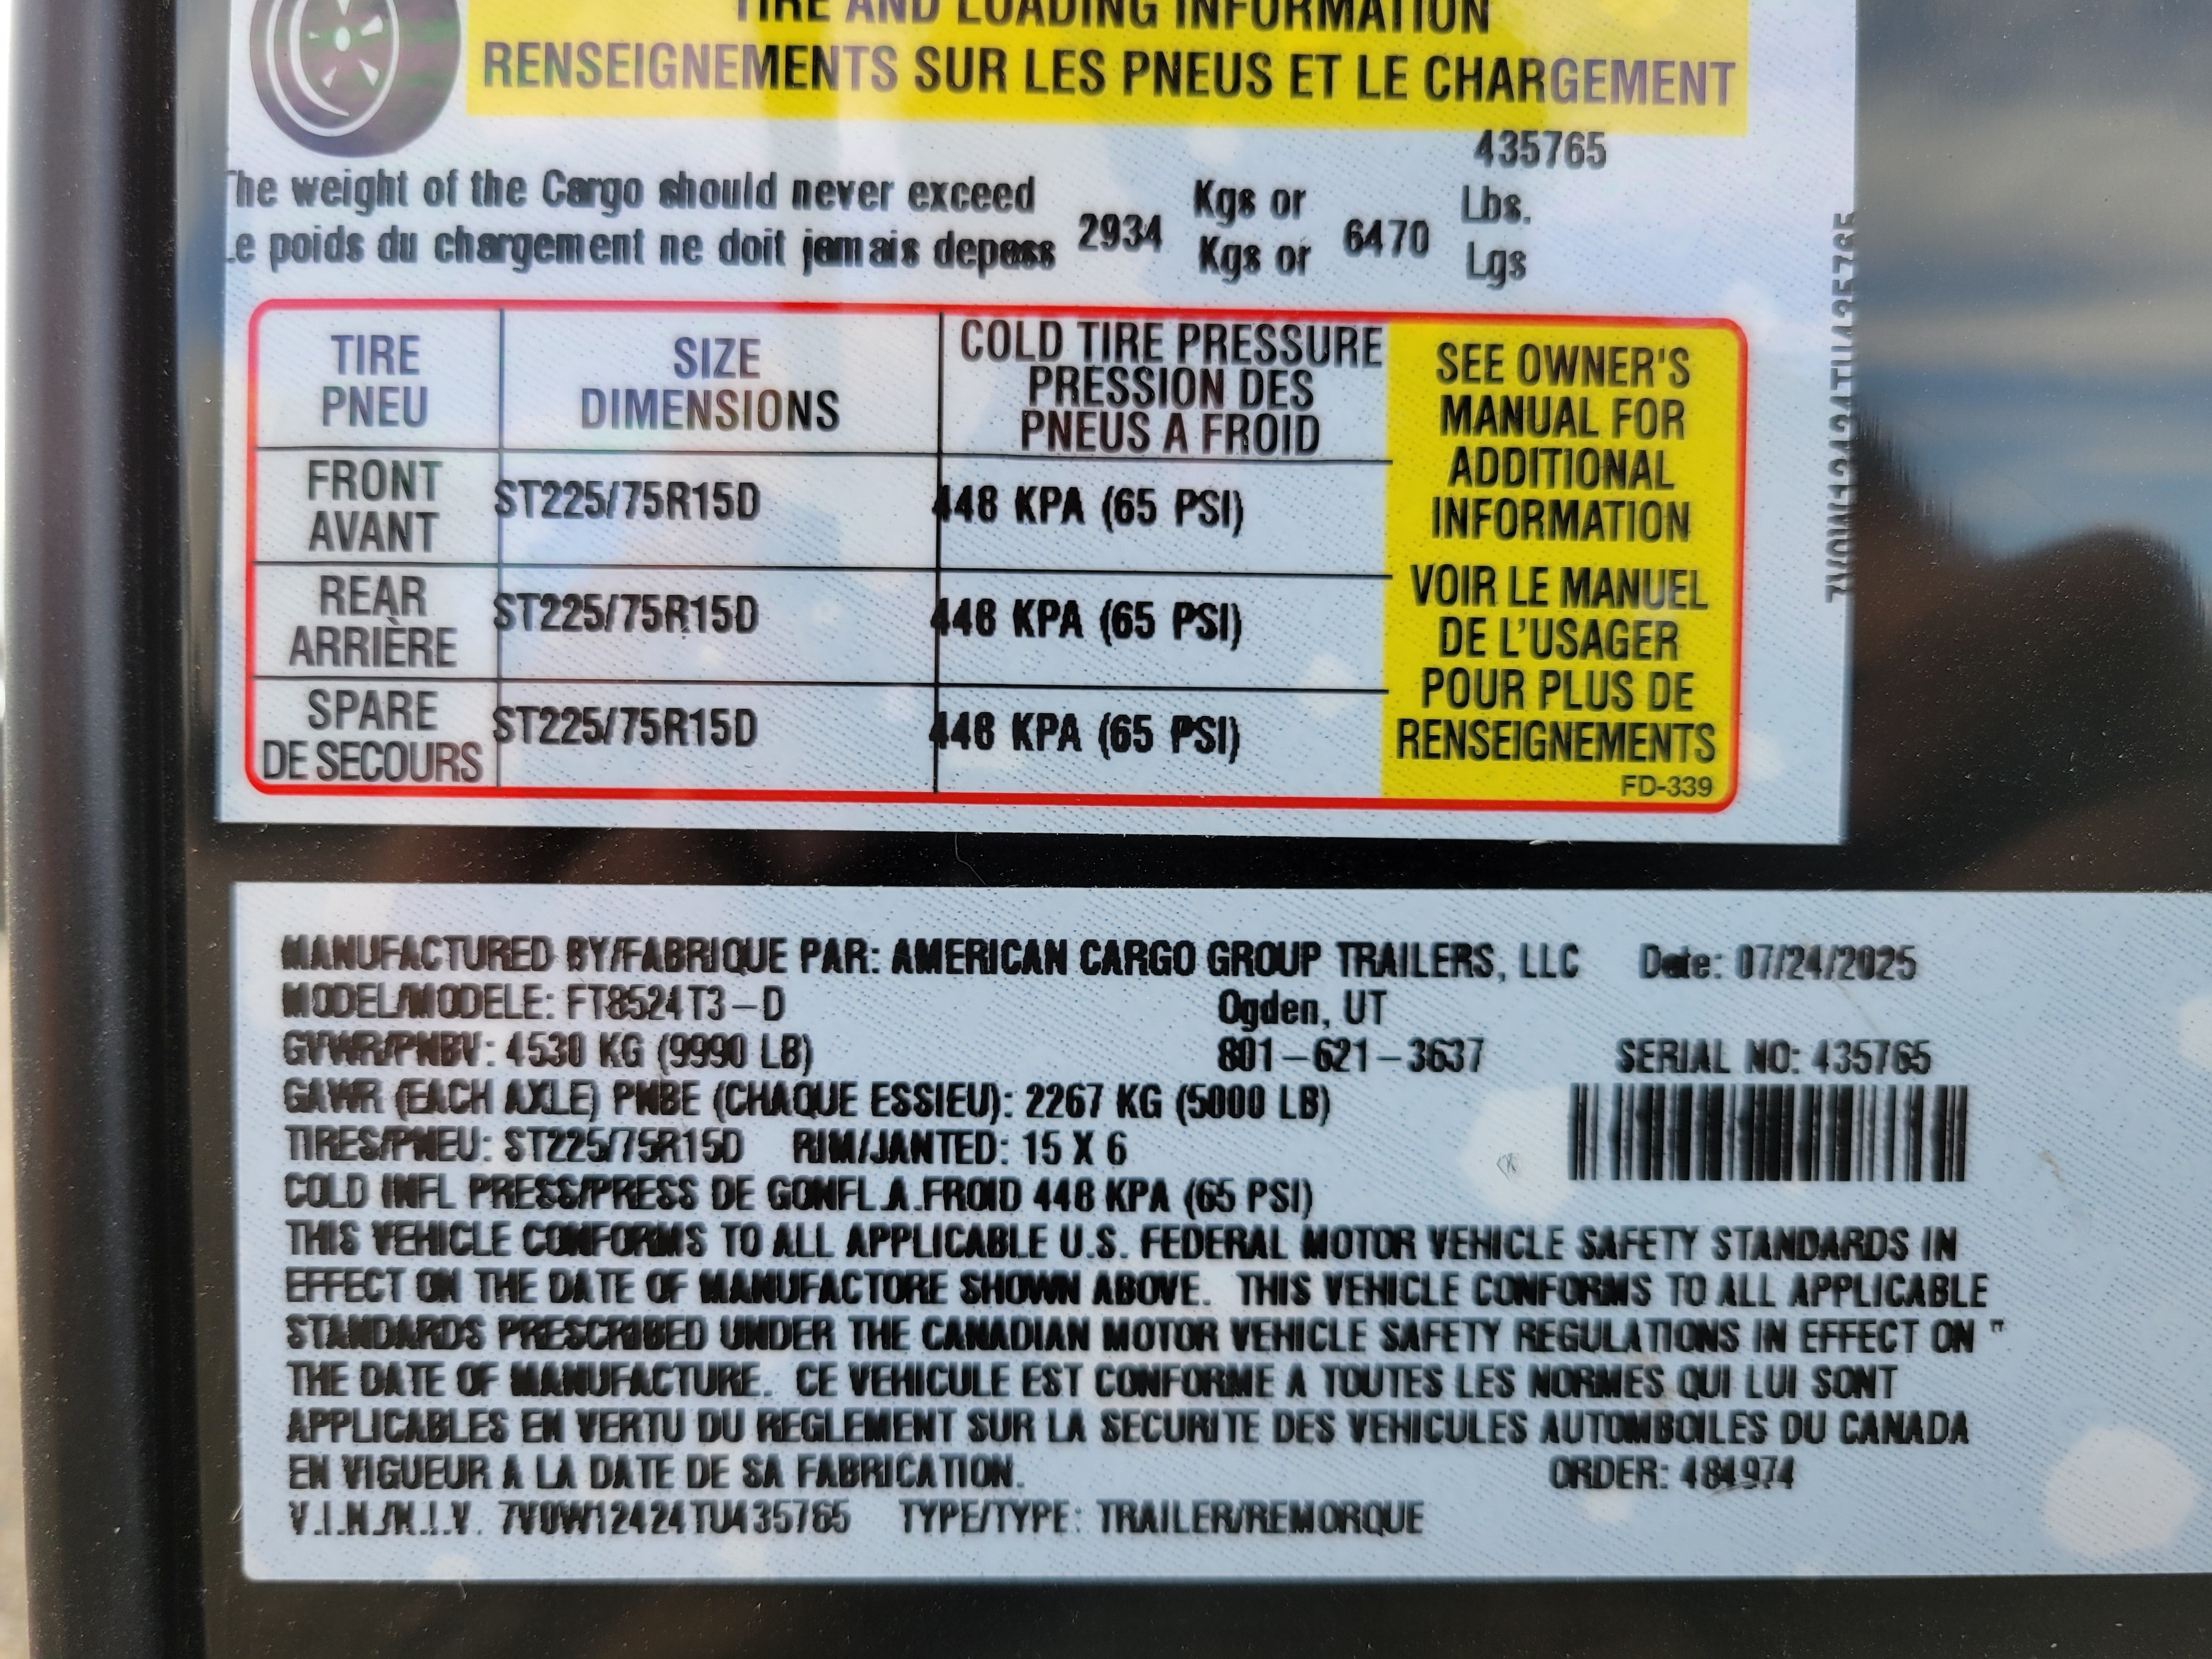 TIRE AND LOADING INFORMATION
RENSEIGNEMENTS SUR LES PNEUS ET LE CHARGEMENT
435765
The weight of the Cargo should never exceed 2934 Kgs or 6470 Lbs.
Le poids du chargement ne doit jamais depass Kgs or Lgs
TIRE PNEU
SIZE DIMENSIONS
COLD TIRE PRESSURE
PRESSION DES
PNEUS A FROID
FRONT AVANT ST225/75R15D 448 KPA (65 PSI)
REAR ARRIÈRE ST225/75R15D 448 KPA (65 PSI)
SPARE DE SECOURS ST225/75R15D 448 KPA (65 PSI)
SEE OWNER'S
MANUAL FOR
ADDITIONAL
INFORMATION
VOIR LE MANUEL
DE L'USAGER
POUR PLUS DE
RENSEIGNEMENTS
FD-339
MANUFACTURED BY/FABRIQUE PAR: AMERICAN CARGO GROUP TRAILERS, LLC Date: 07/24/2025
MODEL/MODELE: FT8524T3-D Ogden, UT
GVWR/PNBV: 4530 KG (9990 LB) 801-621-3637 SERIAL NO: 435765
GAWR (EACH AXLE) PNBE (CHAQUE ESSIEU): 2267 KG (5000 LB)
TIRES/PNEU: ST225/75R15D RIM/JANTED: 15 X 6
COLD INFL PRESS/PRESS DE GONFL.A.FROID 448 KPA (65 PSI)
THIS VEHICLE CONFORMS TO ALL APPLICABLE U.S. FEDERAL MOTOR VEHICLE SAFETY STANDARDS IN
EFFECT ON THE DATE OF MANUFACTORE SHOWN ABOVE. THIS VEHICLE CONFORMS TO ALL APPLICABLE
STANDARDS PRESCRIBED UNDER THE CANADIAN MOTOR VEHICLE SAFETY REGULATIONS IN EFFECT ON "
THE DATE OF MANUFACTURE. CE VEHICULE EST CONFORME A TOUTES LES NORMES QUI LUI SONT
APPLICABLES EN VERTU DU REGLEMENT SUR LA SECURITE DES VEHICULES AUTOMBOILES DU CANADA
EN VIGUEUR A LA DATE DE SA FABRICATION. ORDER: 484974
V.I.N./N.I.V. 7V0W12424TU435765 TYPE/TYPE: TRAILER/REMORQUE